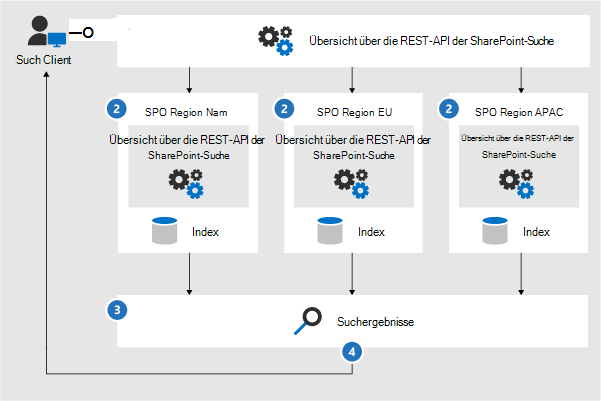 Such Client
Übersicht über die REST-API der SharePoint-Suche
2
SPO Region Nam
Übersicht über die REST-API der
SharePoint-Suche
Index
2
SPO Region EU
Übersicht über die REST-API der
SharePoint-Suche
Index
2
SPO Region APAC
Übersicht über die REST-API der
SharePoint-Suche
Index
3
Suchergebnisse
4